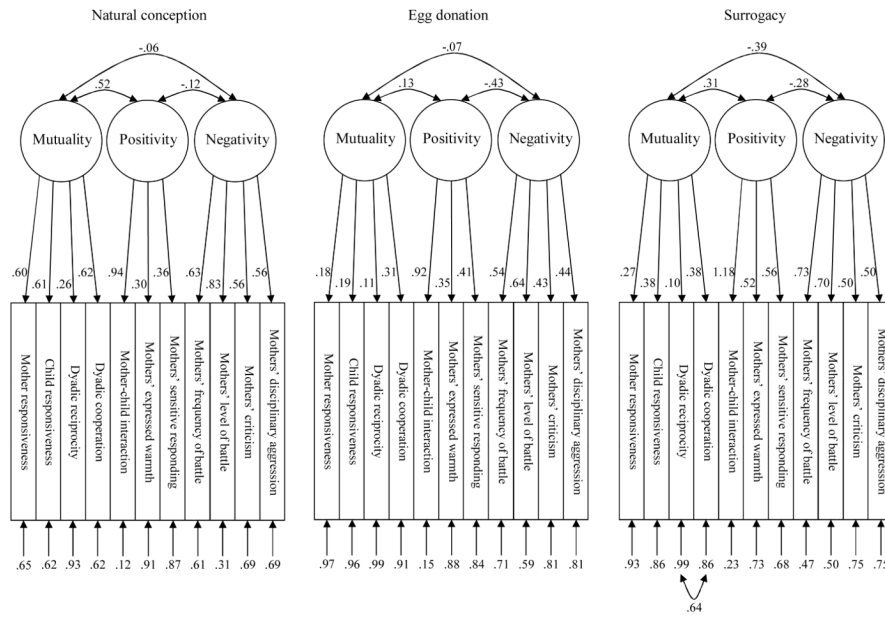 Natural conception
Egg donation
Surrogacy
-.06
.52
-.12
Mutuality
Positivity
Negativity
.60
.61
.26
.62
.94
.30
.36
.63
.83
.56
.56
Mother responsiveness
Child responsiveness
Dyadic reciprocity
Dyadic cooperation
Mother-child interaction
Mothers' expressed warmth
Mothers' sensitive responding
Mothers' frequency of battle
Mothers' level of battle
Mothers' criticism
Mothers' disciplinary aggression
.65 .62 .93 .62 .12 .91 .87 .61 .31 .69 .69
-.07
.13
-.43
Mutuality
Positivity
Negativity
.18
.19
.11
.31
.92
.35
.41
.54
.64
.43
.44
Mother responsiveness
Child responsiveness
Dyadic reciprocity
Dyadic cooperation
Mother-child interaction
Mothers' expressed warmth
Mothers' sensitive responding
Mothers' frequency of battle
Mothers' level of battle
Mothers' criticism
Mothers' disciplinary aggression
.97 .96 .99 .91 .15 .88 .84 .71 .59 .81 .81
-.39
.31
-.28
Mutuality
Positivity
Negativity
.27
.38
.10
.38
1.18
.52
.56
.73
.70
.50
.50
Mother responsiveness
Child responsiveness
Dyadic reciprocity
Dyadic cooperation
Mother-child interaction
Mothers' expressed warmth
Mothers' sensitive responding
Mothers' frequency of battle
Mothers' level of battle
Mothers' criticism
Mothers' disciplinary aggression
.93 .86 .99 .86 .23 .73 .68 .47 .50 .75 .75
.64